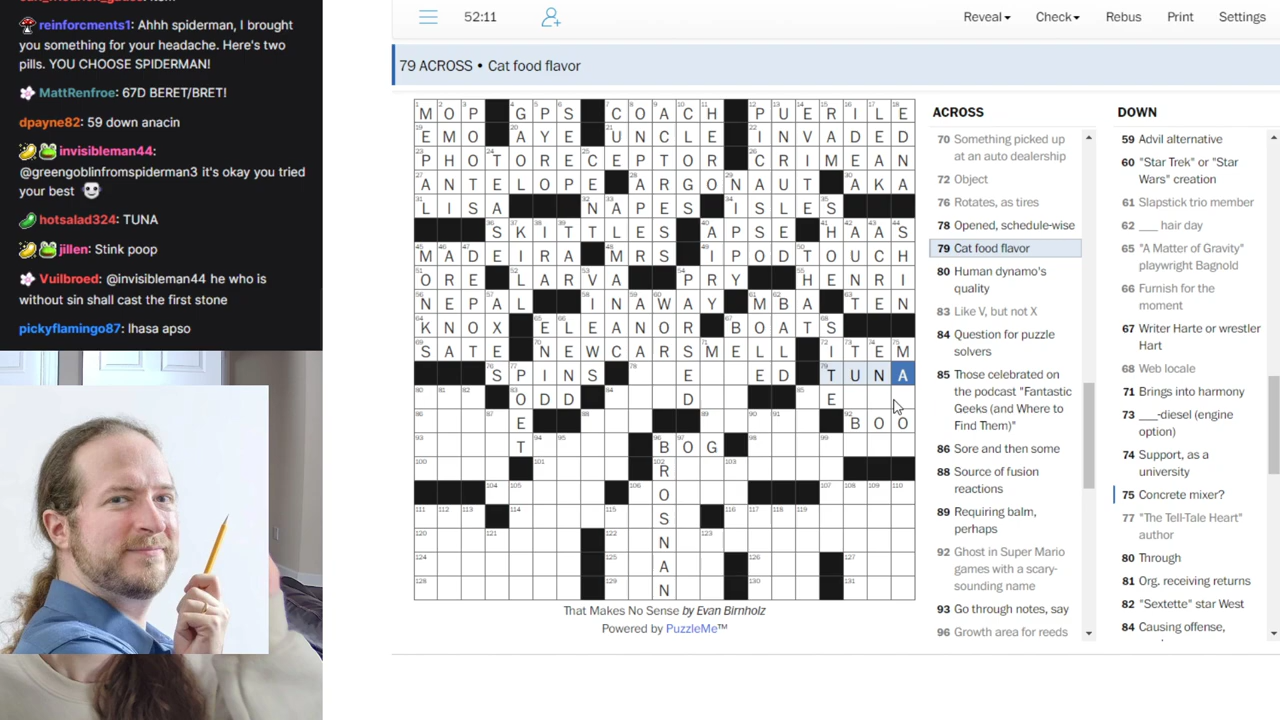 reinforcments1: Ahhh spiderman, I brought
you something for your headache. Here's two
pills. YOU CHOOSE SPIDERMAN!
MattRenfroe: 67D BERET/BRET!
dpayne82: 59 down anacin
invisibleman44:
@greengoblinfromspiderman3 it's okay you tried
your best
hotsalad324: TUNA
jillen: Stink poop
Vuilbroed: @invisibleman44 he who is
without sin shall cast the first stone
pickyflamingo87: lhasa apso
52:11
Reveal Check Rebus Print Settings
79 ACROSS • Cat food flavor
M O P G P S C O A C H P U E R I L E
E M O A Y E U N C L E I N V A D E D
P H O T O R E C E P T O R C R I M E A N
A N T E L O P E A R G O N A U T A K A
L I S A N A P E S I S L E S
S K I T T L E S A P S E H A A S
M A D E I R A M R S I P O D T O U C H
O R E L A R V A P R Y H E N R I
N E P A L I N A W A Y M B A T E N
K N O X E L E A N O R B O A T S
S A T E N E W C A R S M E L L I T E M
S P I N S E E D T U N A
O D D D E
E B O O
T B O G
R
O
S
N
A
N
That Makes No Sense by Evan Birnholz
Powered by PuzzleMe™
ACROSS
70 Something picked up
at an auto dealership
72 Object
76 Rotates, as tires
78 Opened, schedule-wise
79 Cat food flavor
80 Human dynamo's
quality
83 Like V, but not X
84 Question for puzzle
solvers
85 Those celebrated on
the podcast "Fantastic
Geeks (and Where to
Find Them)"
86 Sore and then some
88 Source of fusion
reactions
89 Requiring balm,
perhaps
92 Ghost in Super Mario
games with a scary-
sounding name
93 Go through notes, say
96 Growth area for reeds
DOWN
59 Advil alternative
60 "Star Trek" or "Star
Wars" creation
61 Slapstick trio member
62 ___ hair day
65 "A Matter of Gravity"
playwright Bagnold
66 Furnish for the
moment
67 Writer Harte or wrestler
Hart
68 Web locale
71 Brings into harmony
73 ___-diesel (engine
option)
74 Support, as a
university
75 Concrete mixer?
77 "The Tell-Tale Heart"
author
80 Through
81 Org. receiving returns
82 "Sextette" star West
84 Causing offense,